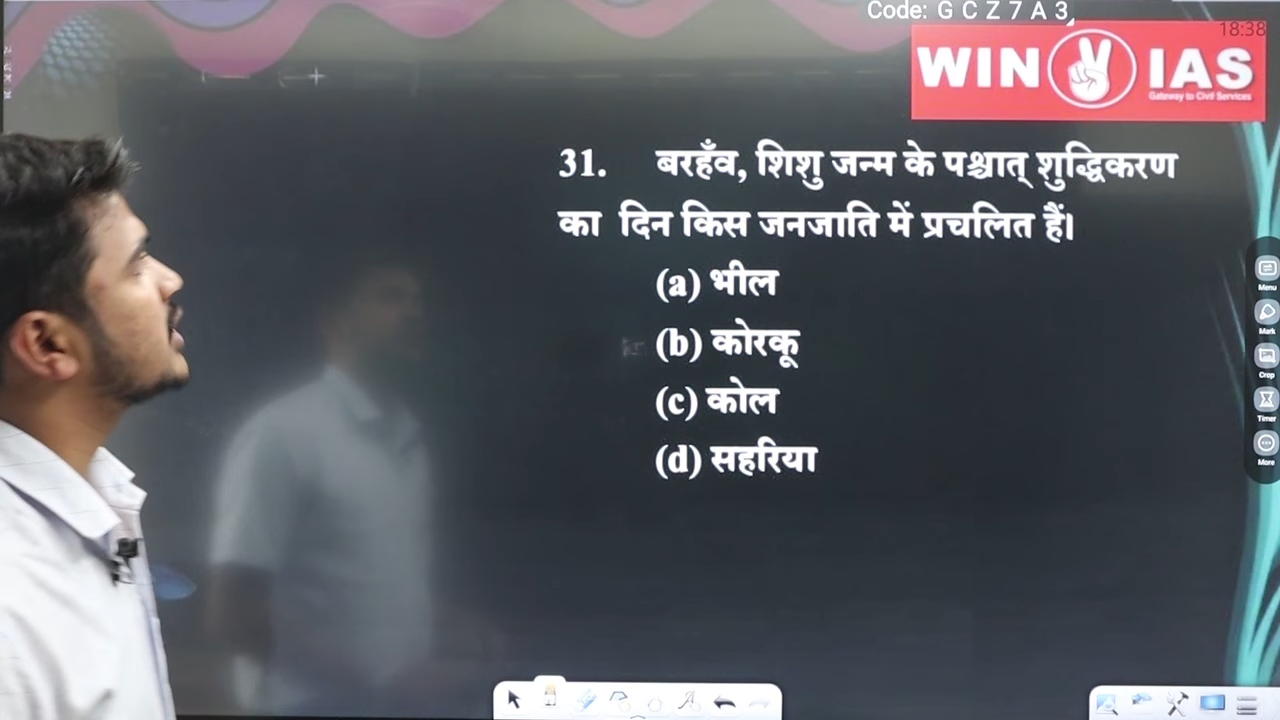 Code: G C Z 7 A 3
18:38
WIN IAS
Gateway to Civil Services
31. बरहँव, शिशु जन्म के पश्चात् शुद्धिकरण
का दिन किस जनजाति में प्रचलित हैं।
(a) भील
(b) कोरकू
(c) कोल
(d) सहरिया
Menu
Mark
Crop
Timer
More